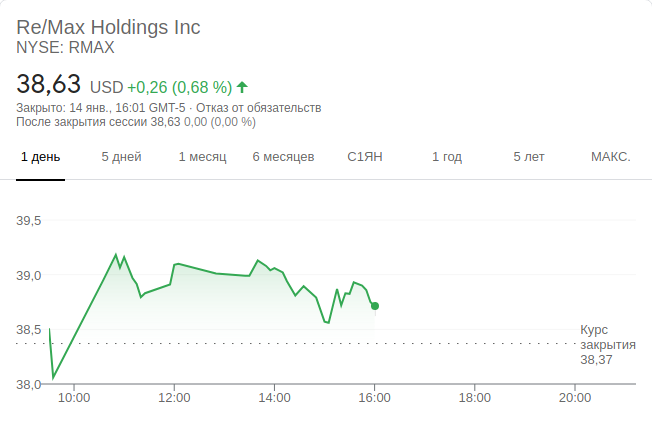 Re/Max Holdings Inc
NYSE: RMAX
38,63 USD +0,26 (0,68 %)
Закрыто: 14 янв., 16:01 GMT-5 · Отказ от обязательств
После закрытия сессии 38,63 0,00 (0,00 %)
1 день 5 дней 1 месяц 6 месяцев С1ЯН 1 год 5 лет МАКС.
39,5
39,0
38,5
Курс
закрытия
38,37
38,0
10:00 12:00 14:00 16:00 18:00 20:00